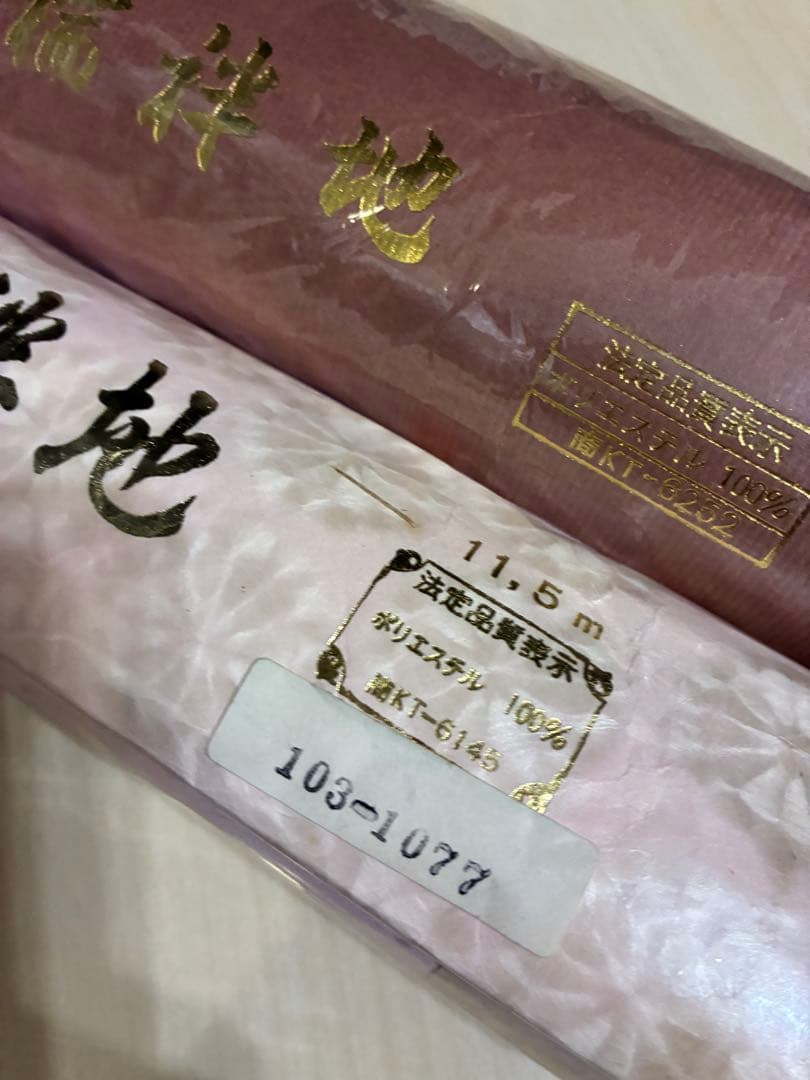 襦袢地
法定品質表示
ポリエステル 100%
繭KT-6252
袢地
11,5 m
法定品質表示
ポリエステル 100%
繭KT-6145
103-1077